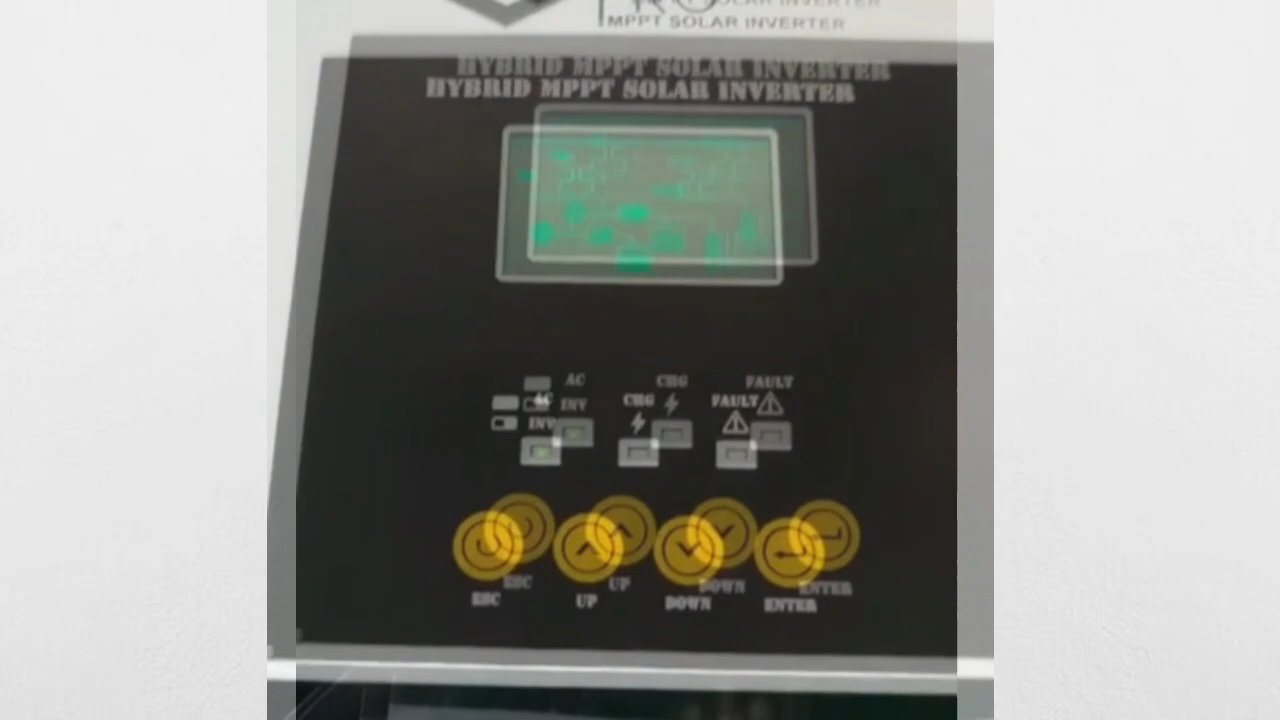 MPPT SOLAR INVERTER
HYBRID MPPT SOLAR INVERTER
HYBRID MPPT SOLAR INVERTER
AC CHG FAULT
INV
AC CHG FAULT
INV
ESC UP DOWN ENTER
ESC UP DOWN ENTER